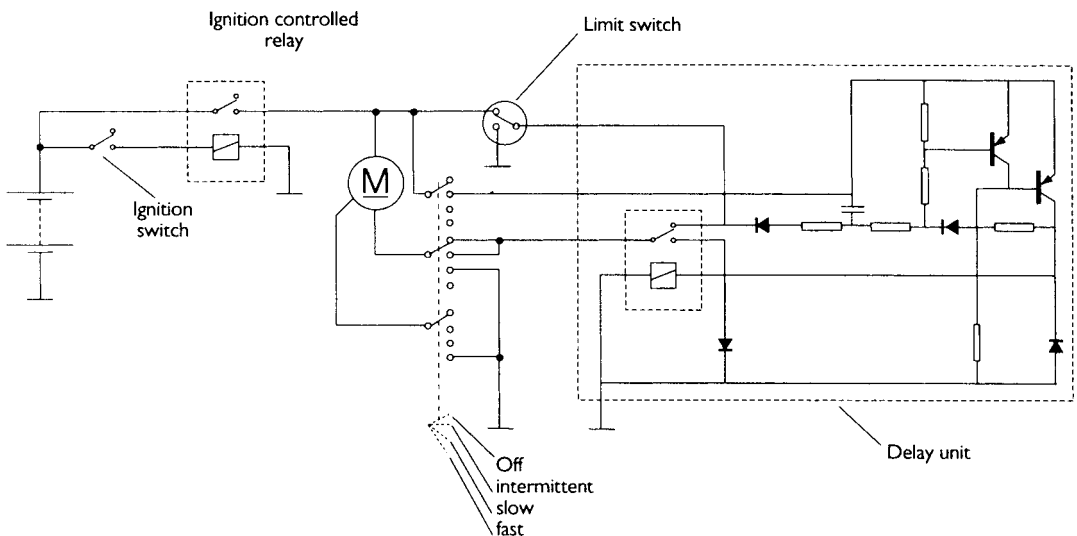 Ignition controlled
relay
Limit switch
M
Ignition
switch
Off
intermittent
slow
fast
Delay unit